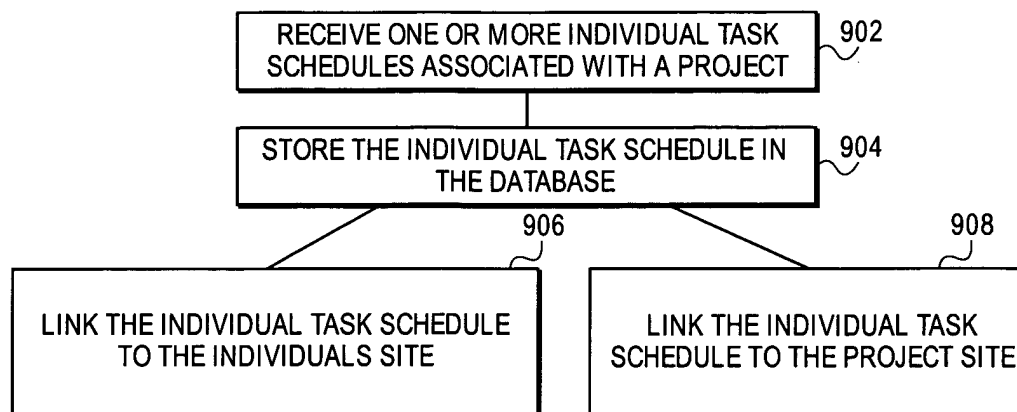 RECEIVE ONE OR MORE INDIVIDUAL TASK
SCHEDULES ASSOCIATED WITH A PROJECT
902
STORE THE INDIVIDUAL TASK SCHEDULE IN
THE DATABASE
904
906
LINK THE INDIVIDUAL TASK SCHEDULE
TO THE INDIVIDUALS SITE
908
LINK THE INDIVIDUAL TASK
SCHEDULE TO THE PROJECT SITE